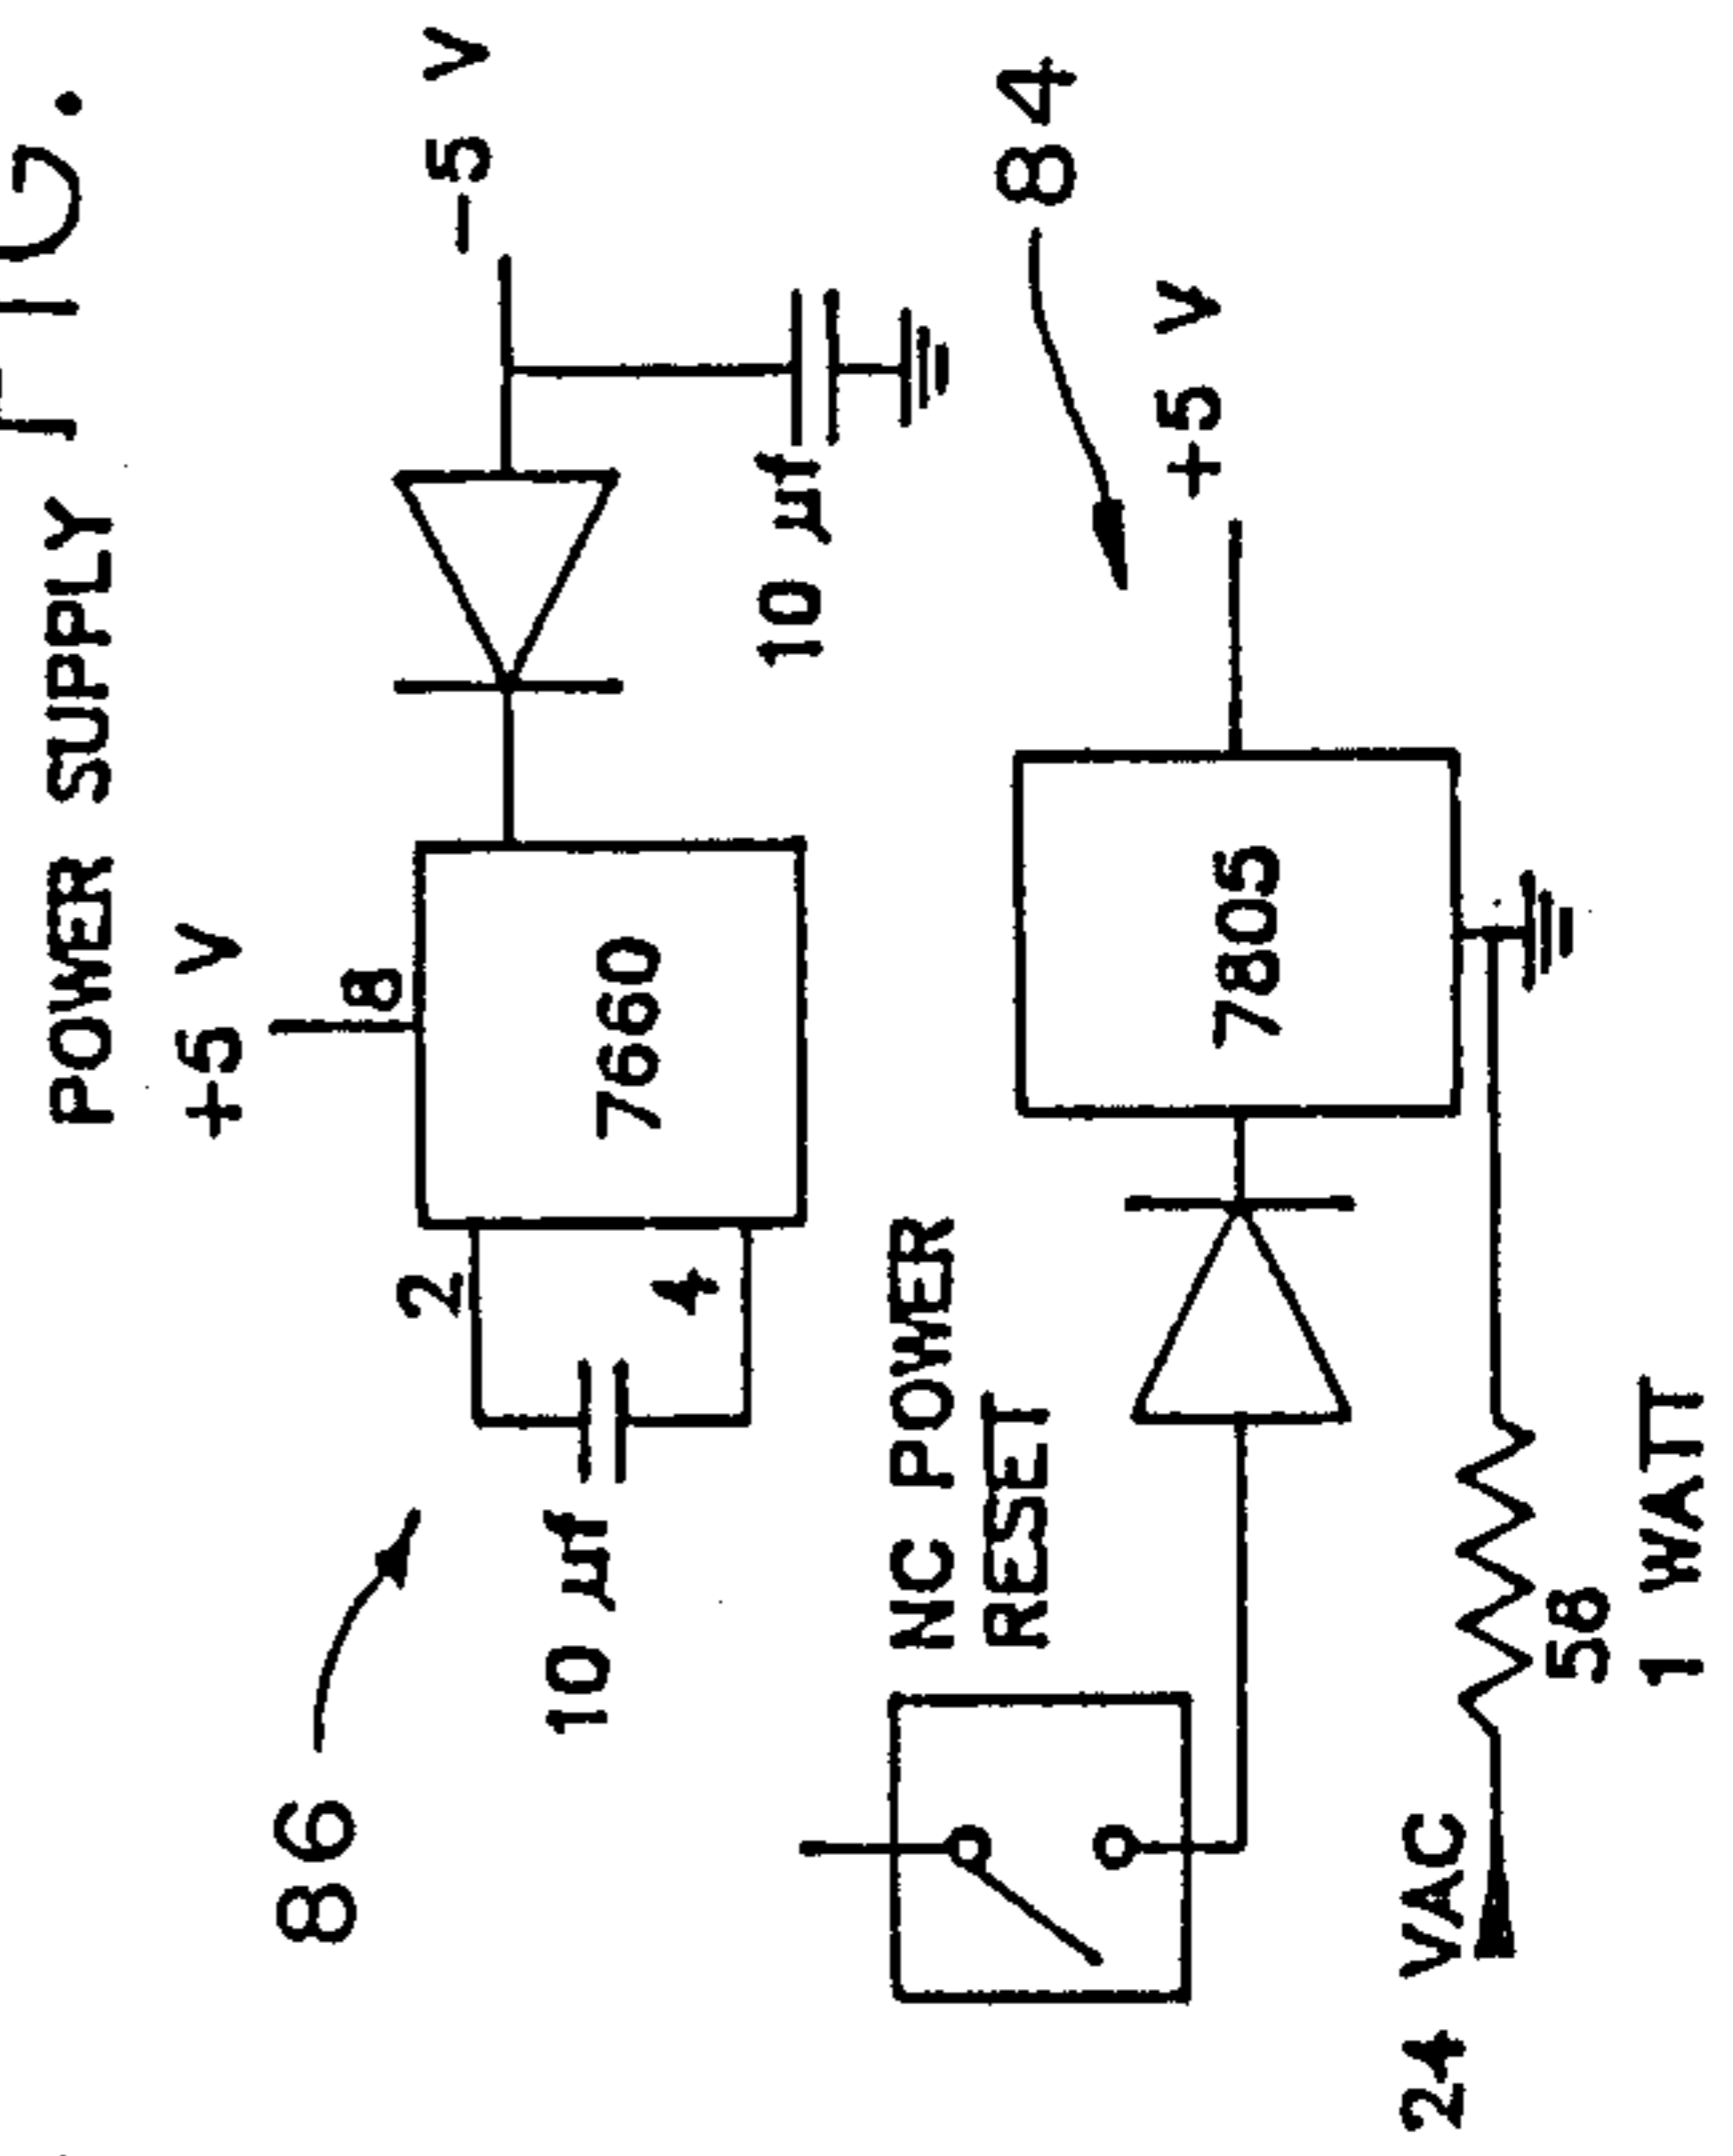 FIG.
POWER SUPPLY
+5 V
8
-5 V
86
2
7660
4
10 µf
10 µf
84
NC POWER
RESET
+5 V
7805
24 VAC
58
1 WATT